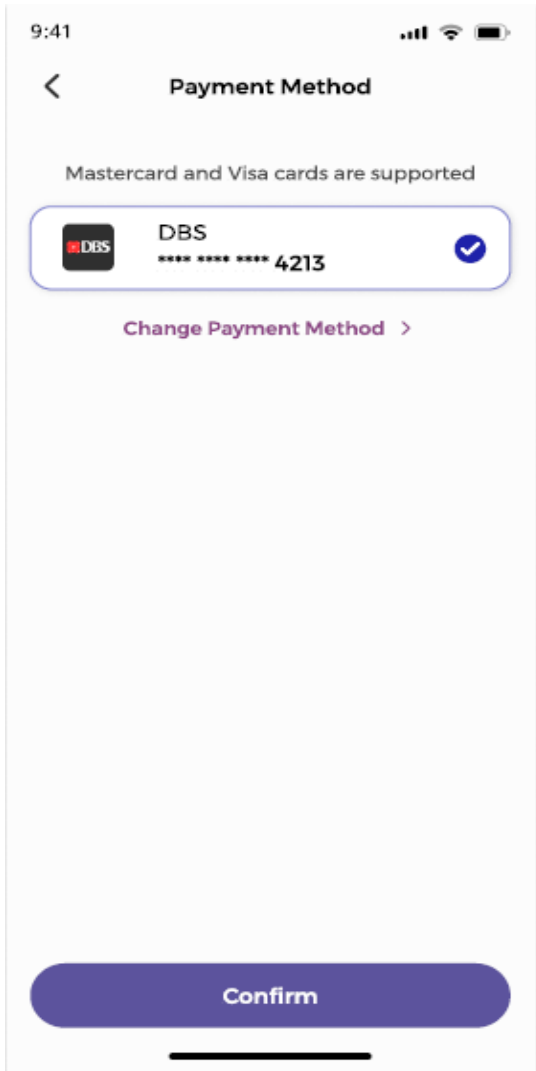 9:41
Payment Method
Mastercard and Visa cards are supported
DBS
DBS
**** **** **** 4213
Change Payment Method >
Confirm